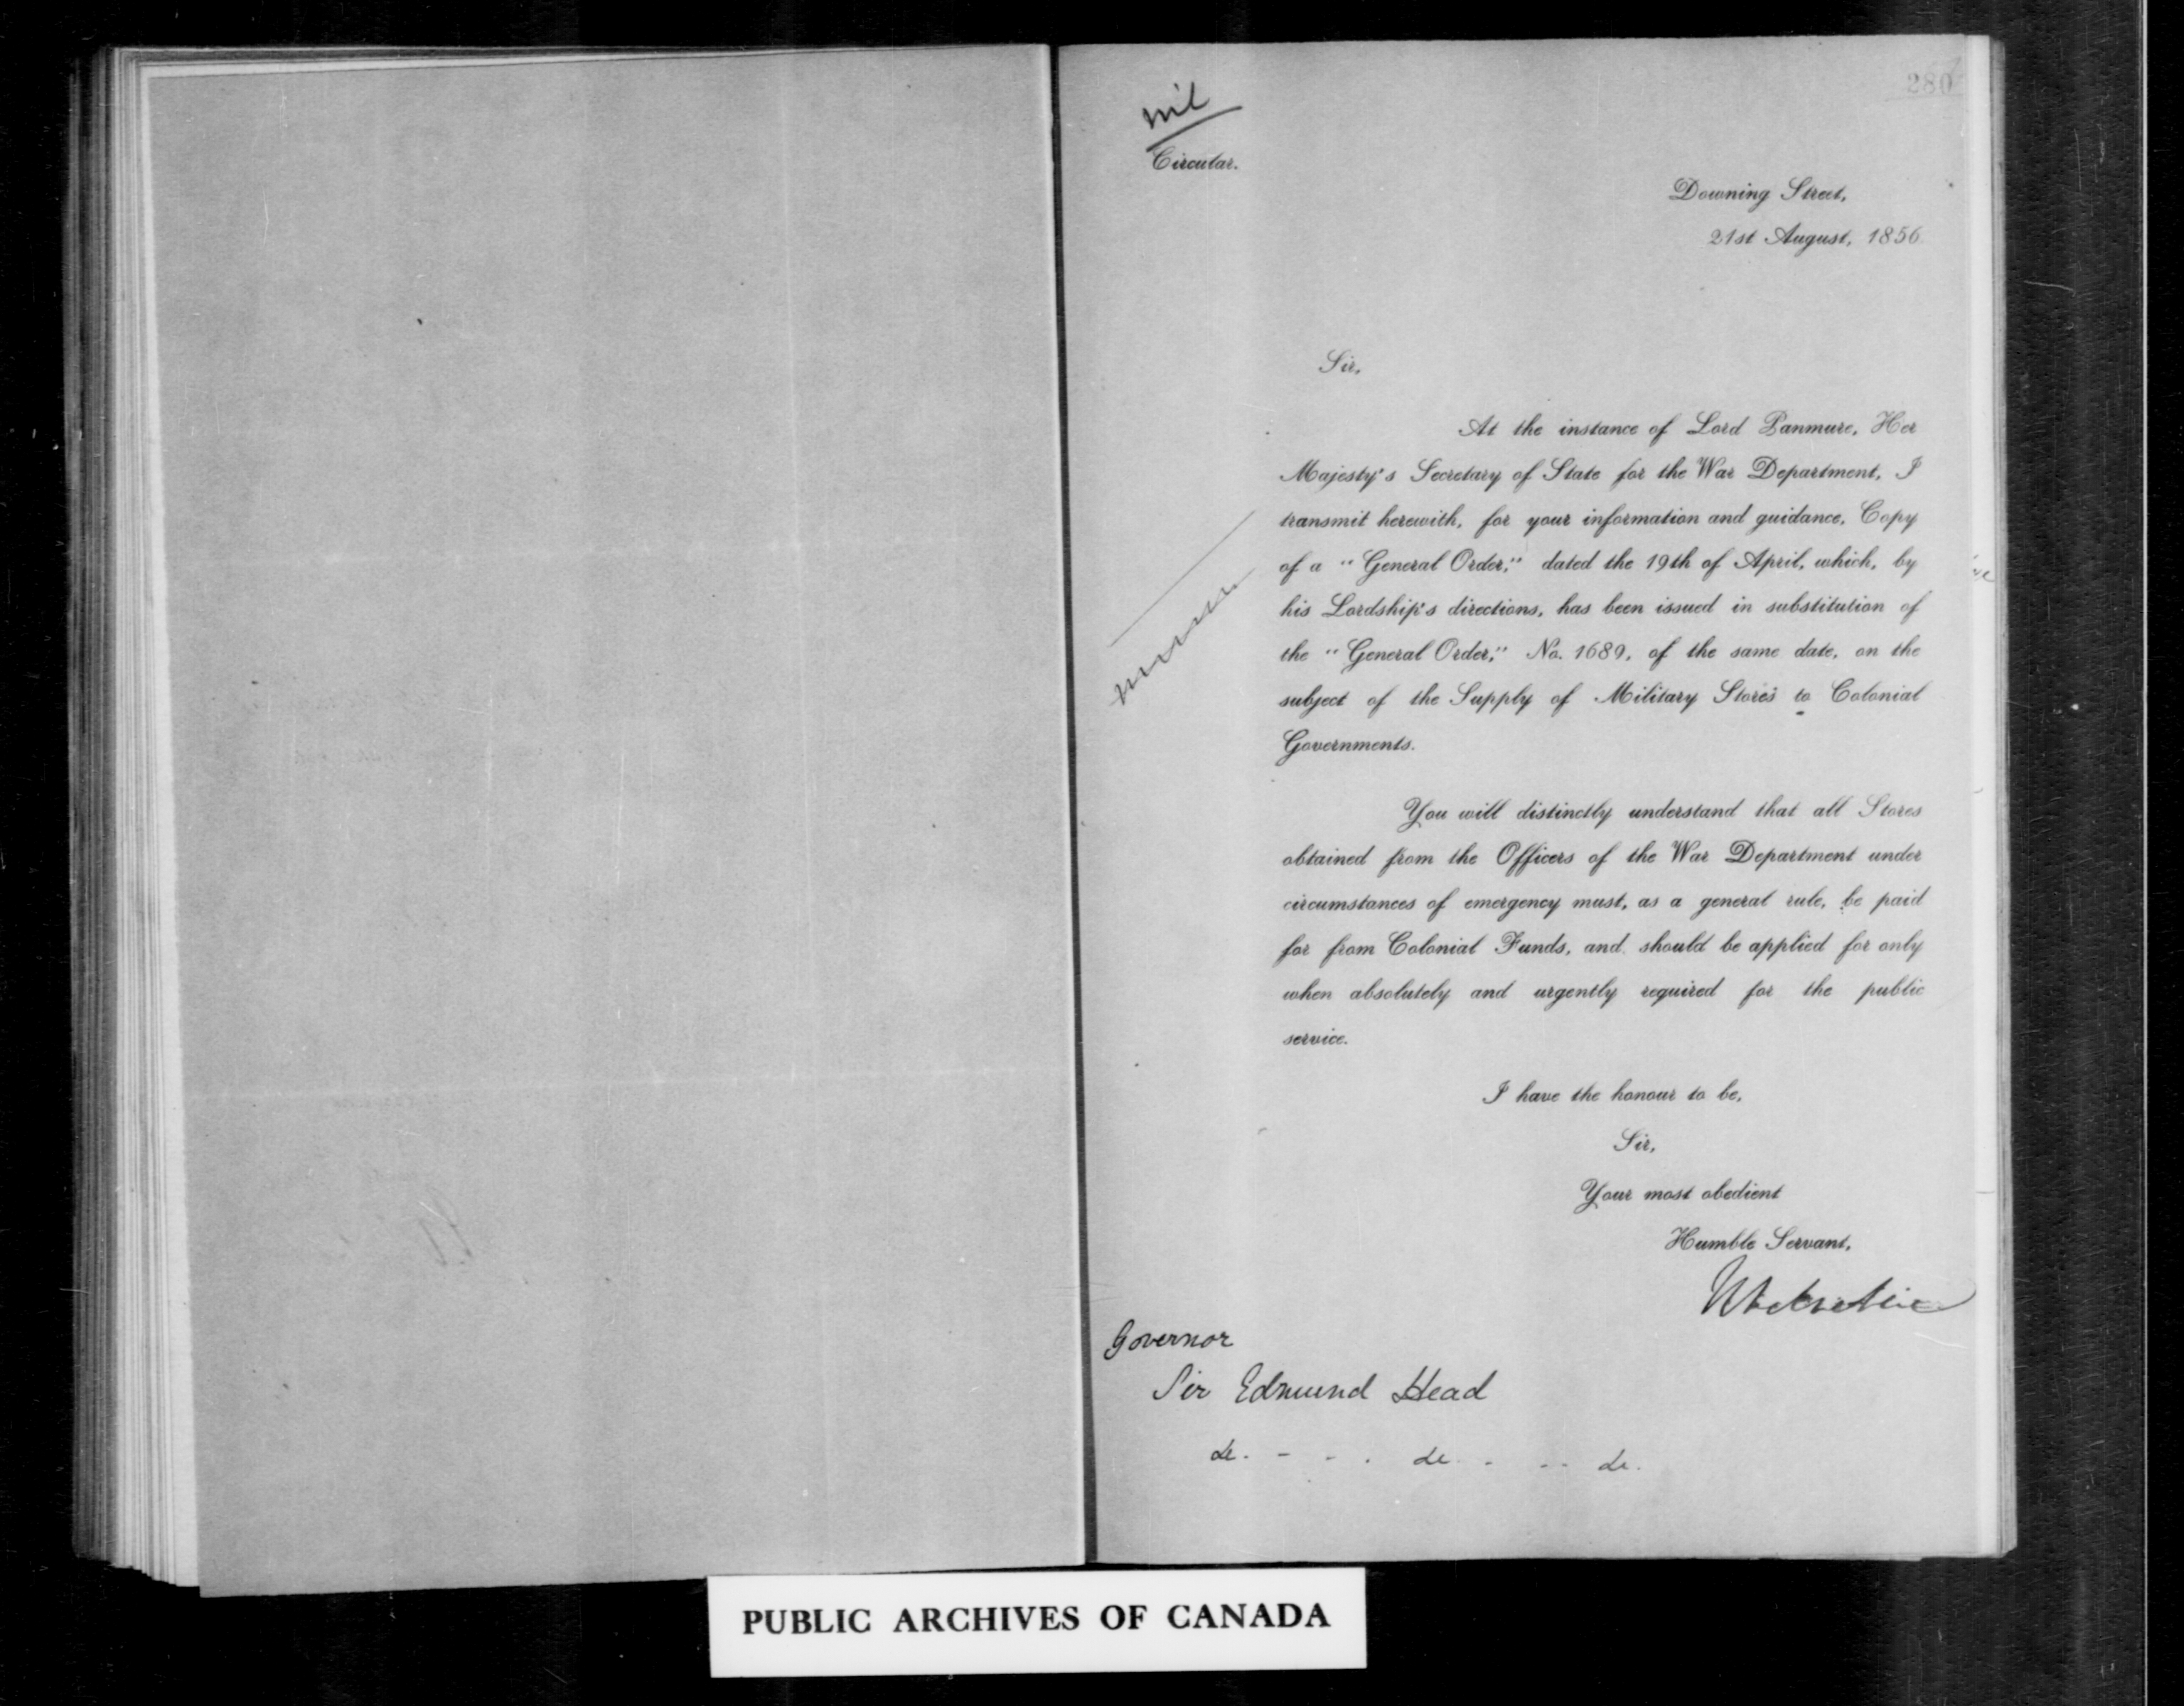 280
mil
Circular.
Downing Street,
21st August, 1856.
Sir,
At the instance of Lord Panmure, Her
Majesty's Secretary of State for the War Department, I
transmit herewith, for your information and guidance, Copy
of a "General Order," dated the 19th of April, which, by
his Lordship's directions, has been issued in substitution of
the "General Order," No. 1689, of the same date, on the
subject of the Supply of Military Stores to Colonial
Governments.
You will distinctly understand that all Stores
obtained from the Officers of the War Department under
circumstances of emergency must, as a general rule, be paid
for from Colonial Funds, and should be applied for only
when absolutely and urgently required for the public
service.
I have the honour to be,
Sir,
Your most obedient
Humble Servant,
Governor
Sir Edmund Head
PUBLIC ARCHIVES OF CANADA